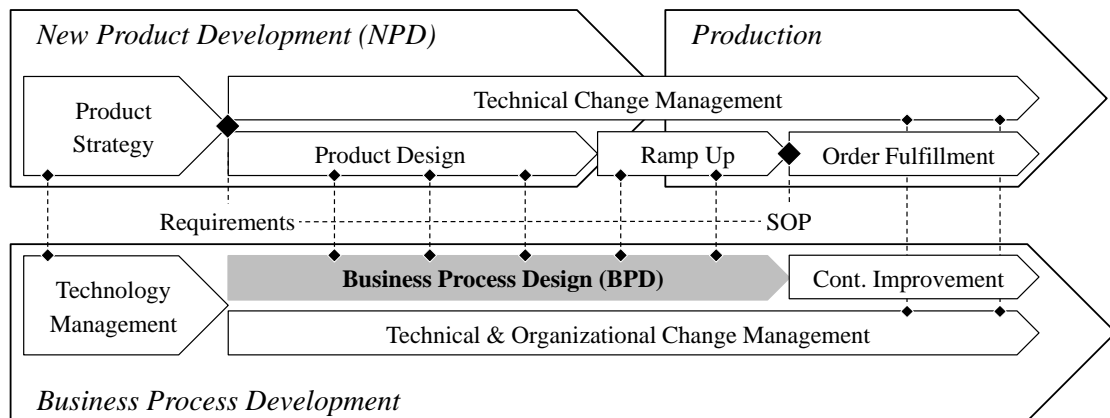 New Product Development (NPD)
Production
Product
Strategy
Technical Change Management
Product Design
Ramp Up
Order Fulfillment
Requirements
SOP
Technology
Management
Business Process Design (BPD)
Cont. Improvement
Technical & Organizational Change Management
Business Process Development